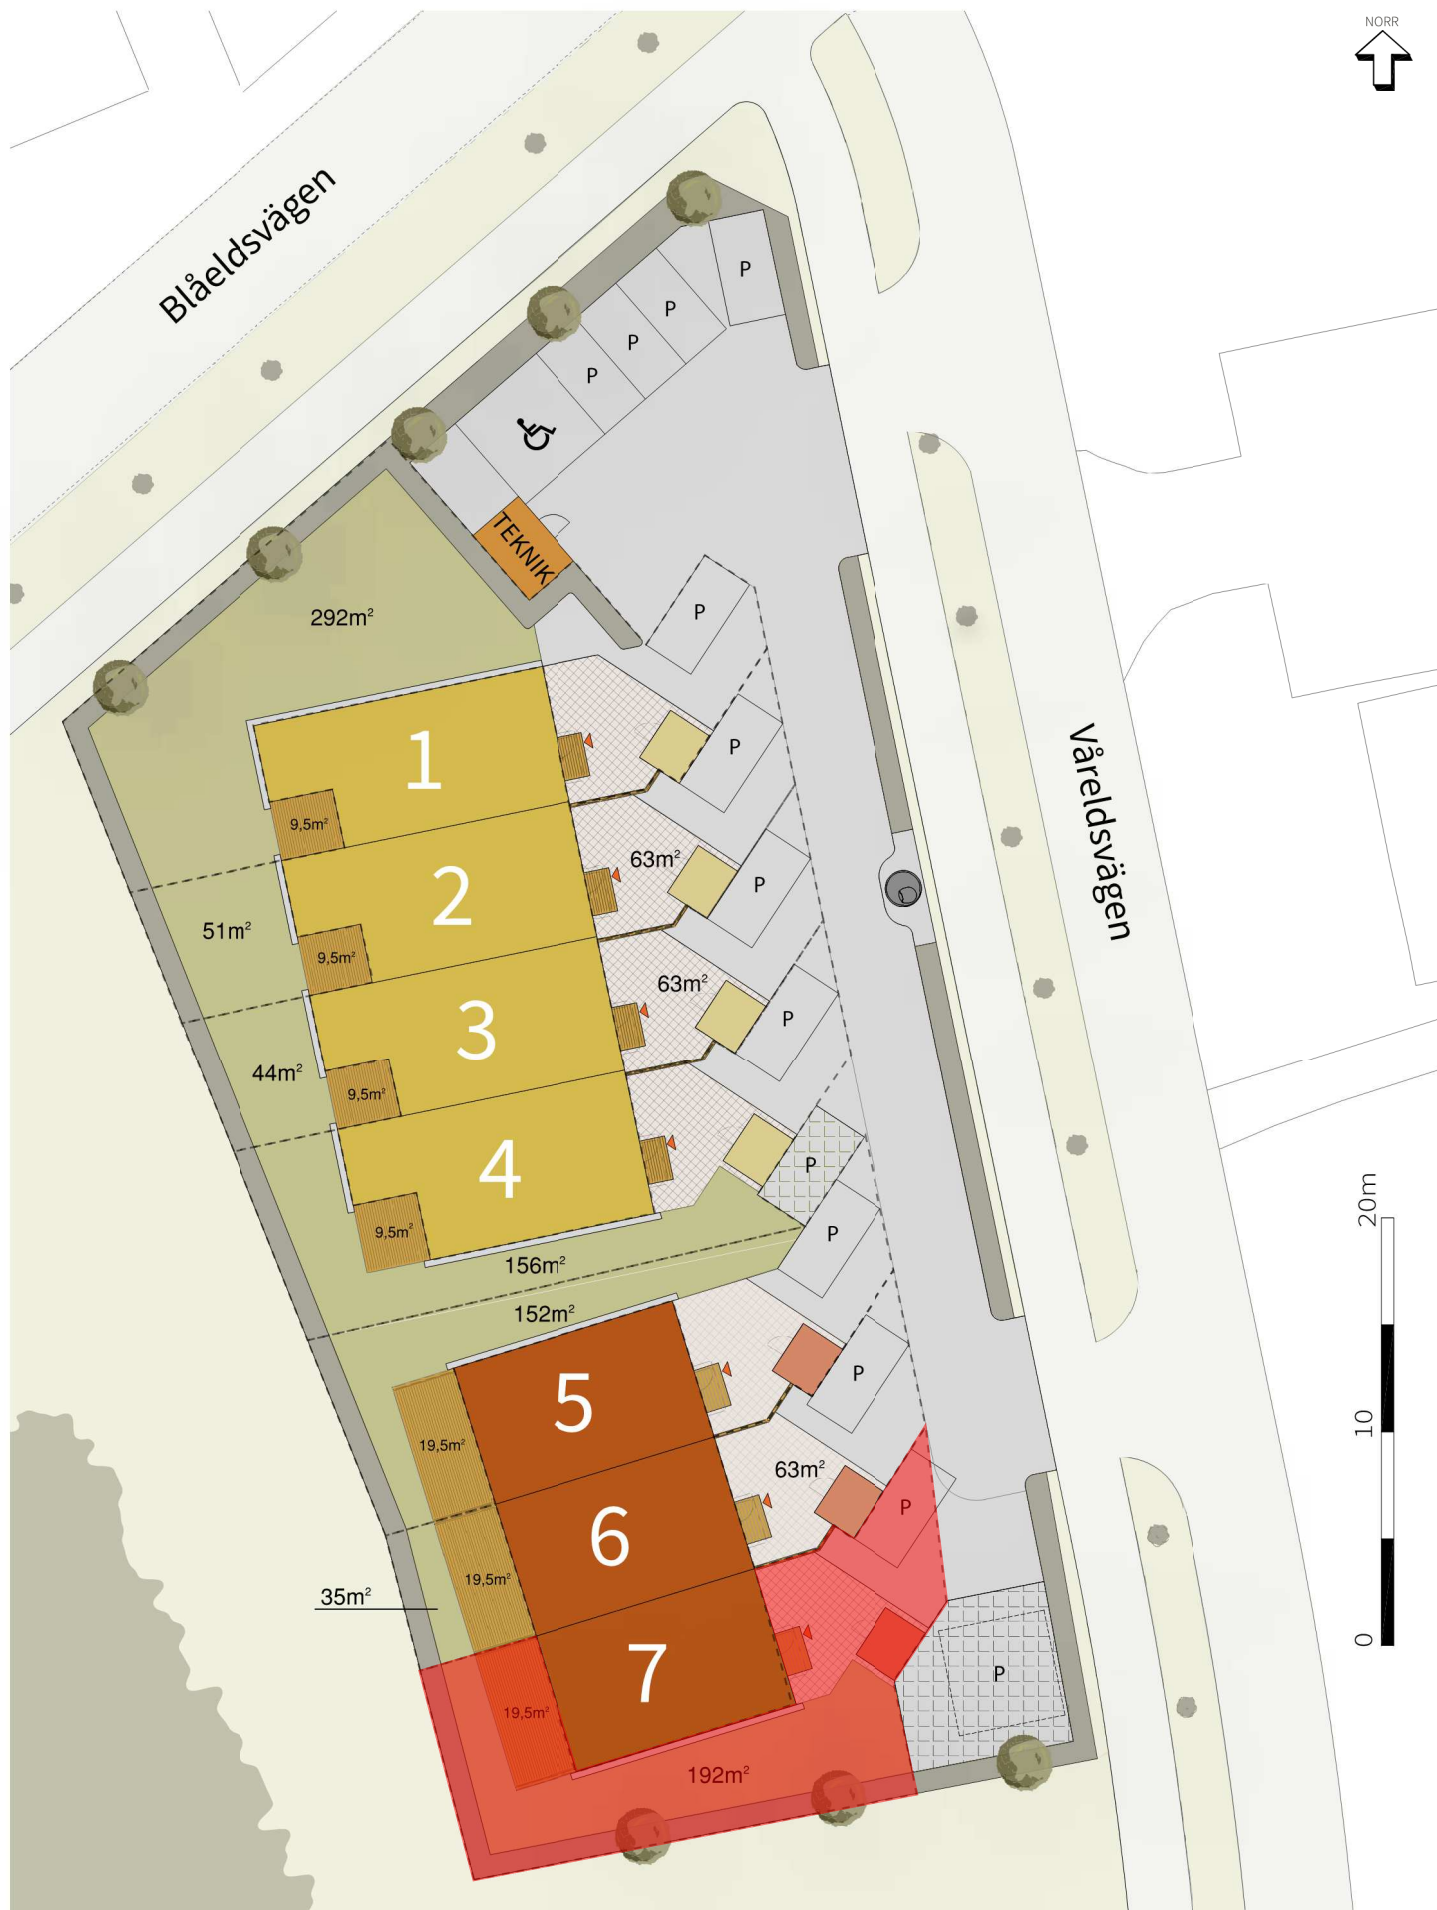 NORR
Blåeldsvägen
P
P
P
P
TEKNIK
P
292m²
1
P
9,5m²
Våreldsvägen
63m²
2
P
51m²
9,5m²
63m²
3
P
44m²
9,5m²
4
P
9,5m²
P
156m²
152m²
20m
5
P
19,5m²
10
63m²
P
6
19,5m²
35m²
0
7
P
19,5m²
192m²